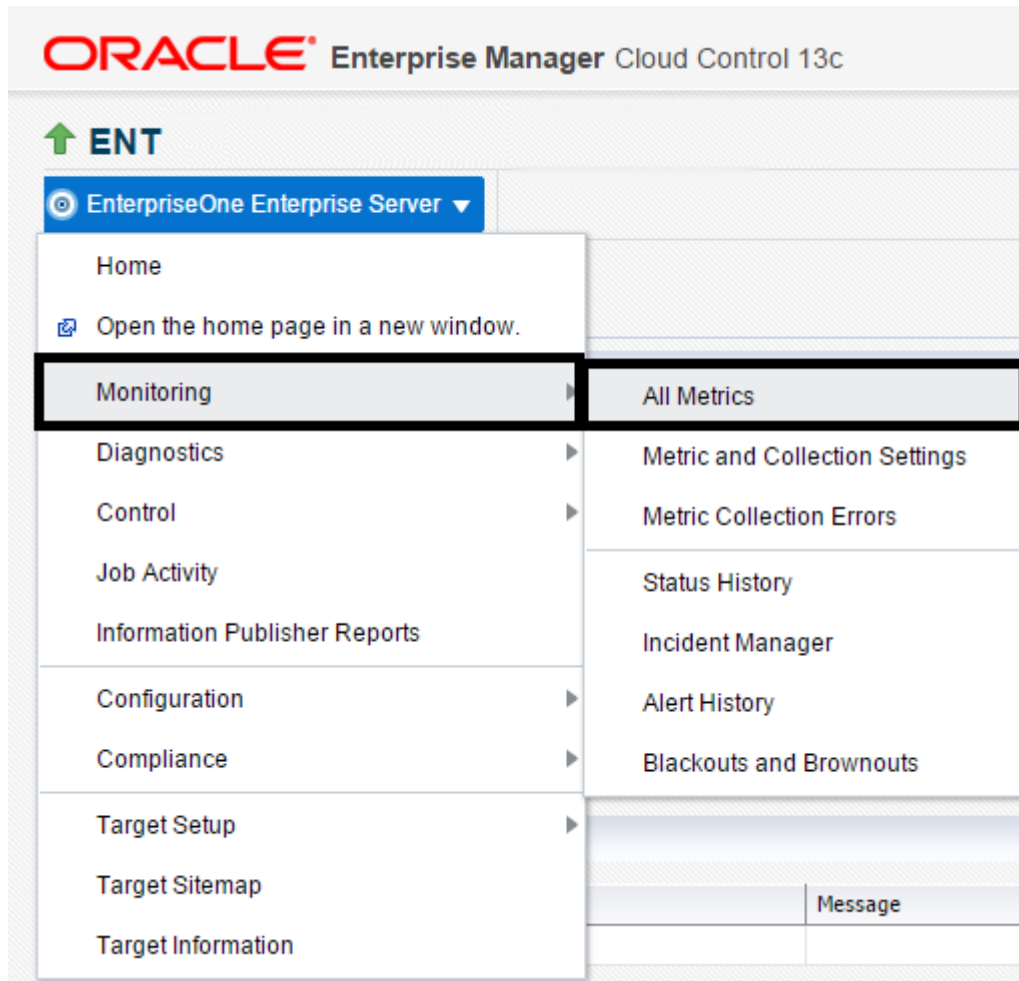 ORACLE Enterprise Manager Cloud Control 13c
ENT
EnterpriseOne Enterprise Server
Home
Open the home page in a new window.
Monitoring
Diagnostics
Control
Job Activity
Information Publisher Reports
Configuration
Compliance
Target Setup
Target Sitemap
Target Information
All Metrics
Metric and Collection Settings
Metric Collection Errors
Status History
Incident Manager
Alert History
Blackouts and Brownouts
Message